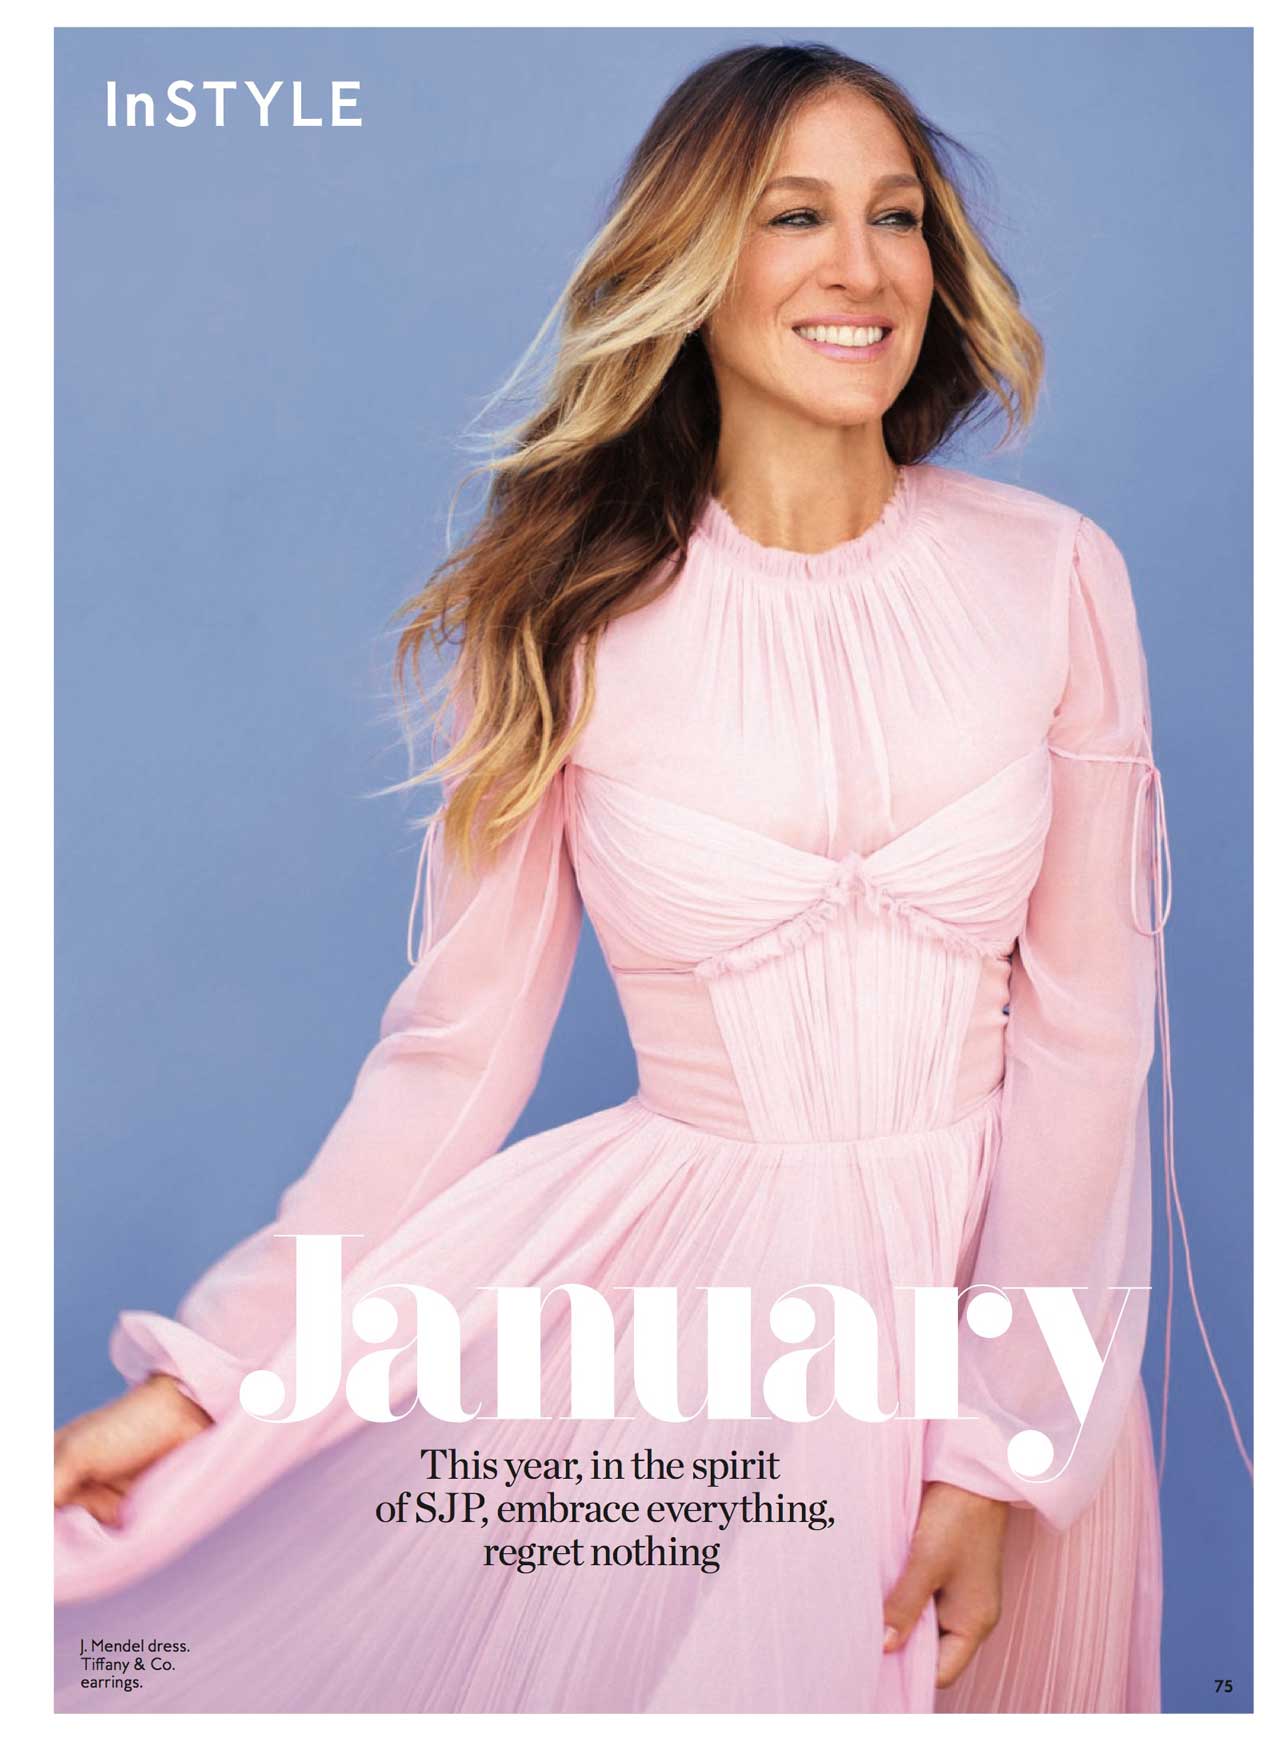 InSTYLE
January
This year, in the spirit
of SJP, embrace everything,
regret nothing
J. Mendel dress.
Tiffany & Co.
earrings.
75